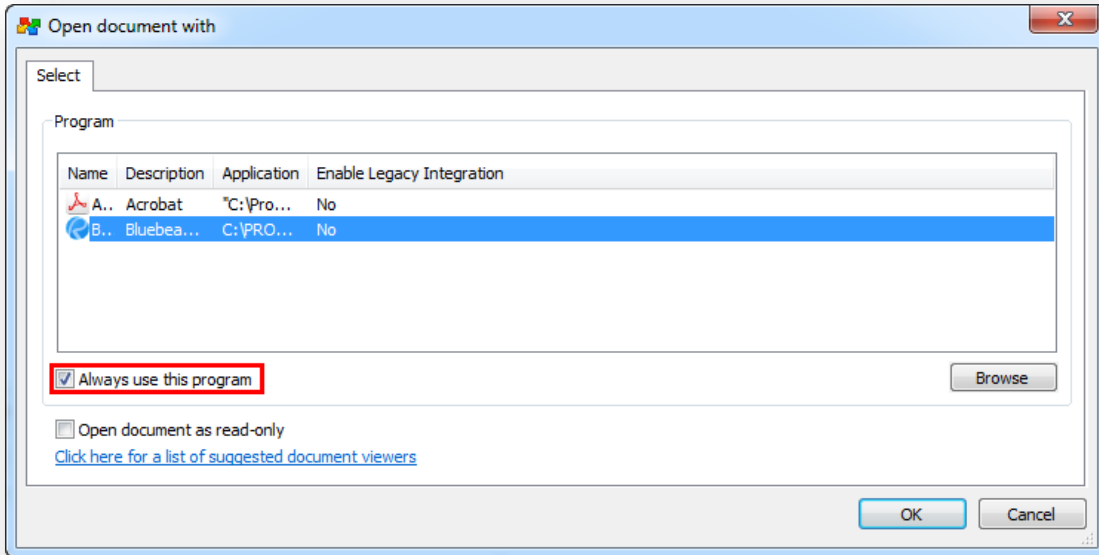 Open document with
Select
Program
Name Description Application Enable Legacy Integration
A.. Acrobat "C:\Pro... No
B.. Bluebea... C:\PRO... No
Always use this program
Browse
Open document as read-only
Click here for a list of suggested document viewers
OK Cancel